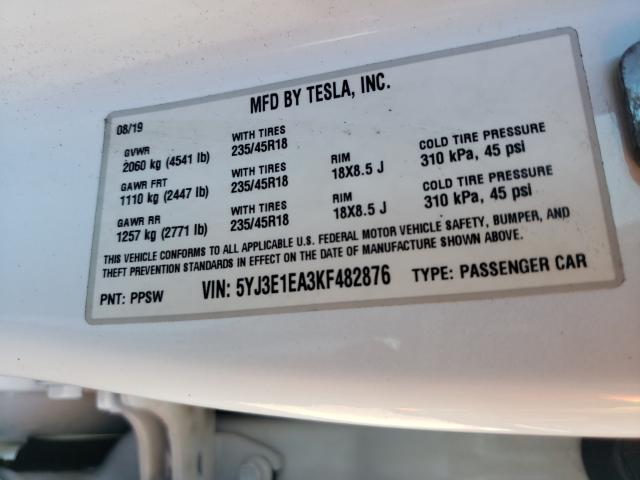 MFD BY TESLA, INC.
08/19
GVWR WITH TIRES
2060 kg (4541 lb) 235/45R18
GAWR FRT WITH TIRES RIM COLD TIRE PRESSURE
1110 kg (2447 lb) 235/45R18 18X8.5 J 310 kPa, 45 psi
GAWR RR WITH TIRES RIM COLD TIRE PRESSURE
1257 kg (2771 lb) 235/45R18 18X8.5 J 310 kPa, 45 psi
THIS VEHICLE CONFORMS TO ALL APPLICABLE U.S. FEDERAL MOTOR VEHICLE SAFETY, BUMPER, AND
THEFT PREVENTION STANDARDS IN EFFECT ON THE DATE OF MANUFACTURE SHOWN ABOVE.
PNT: PPSW VIN: 5YJ3E1EA3KF482876 TYPE: PASSENGER CAR